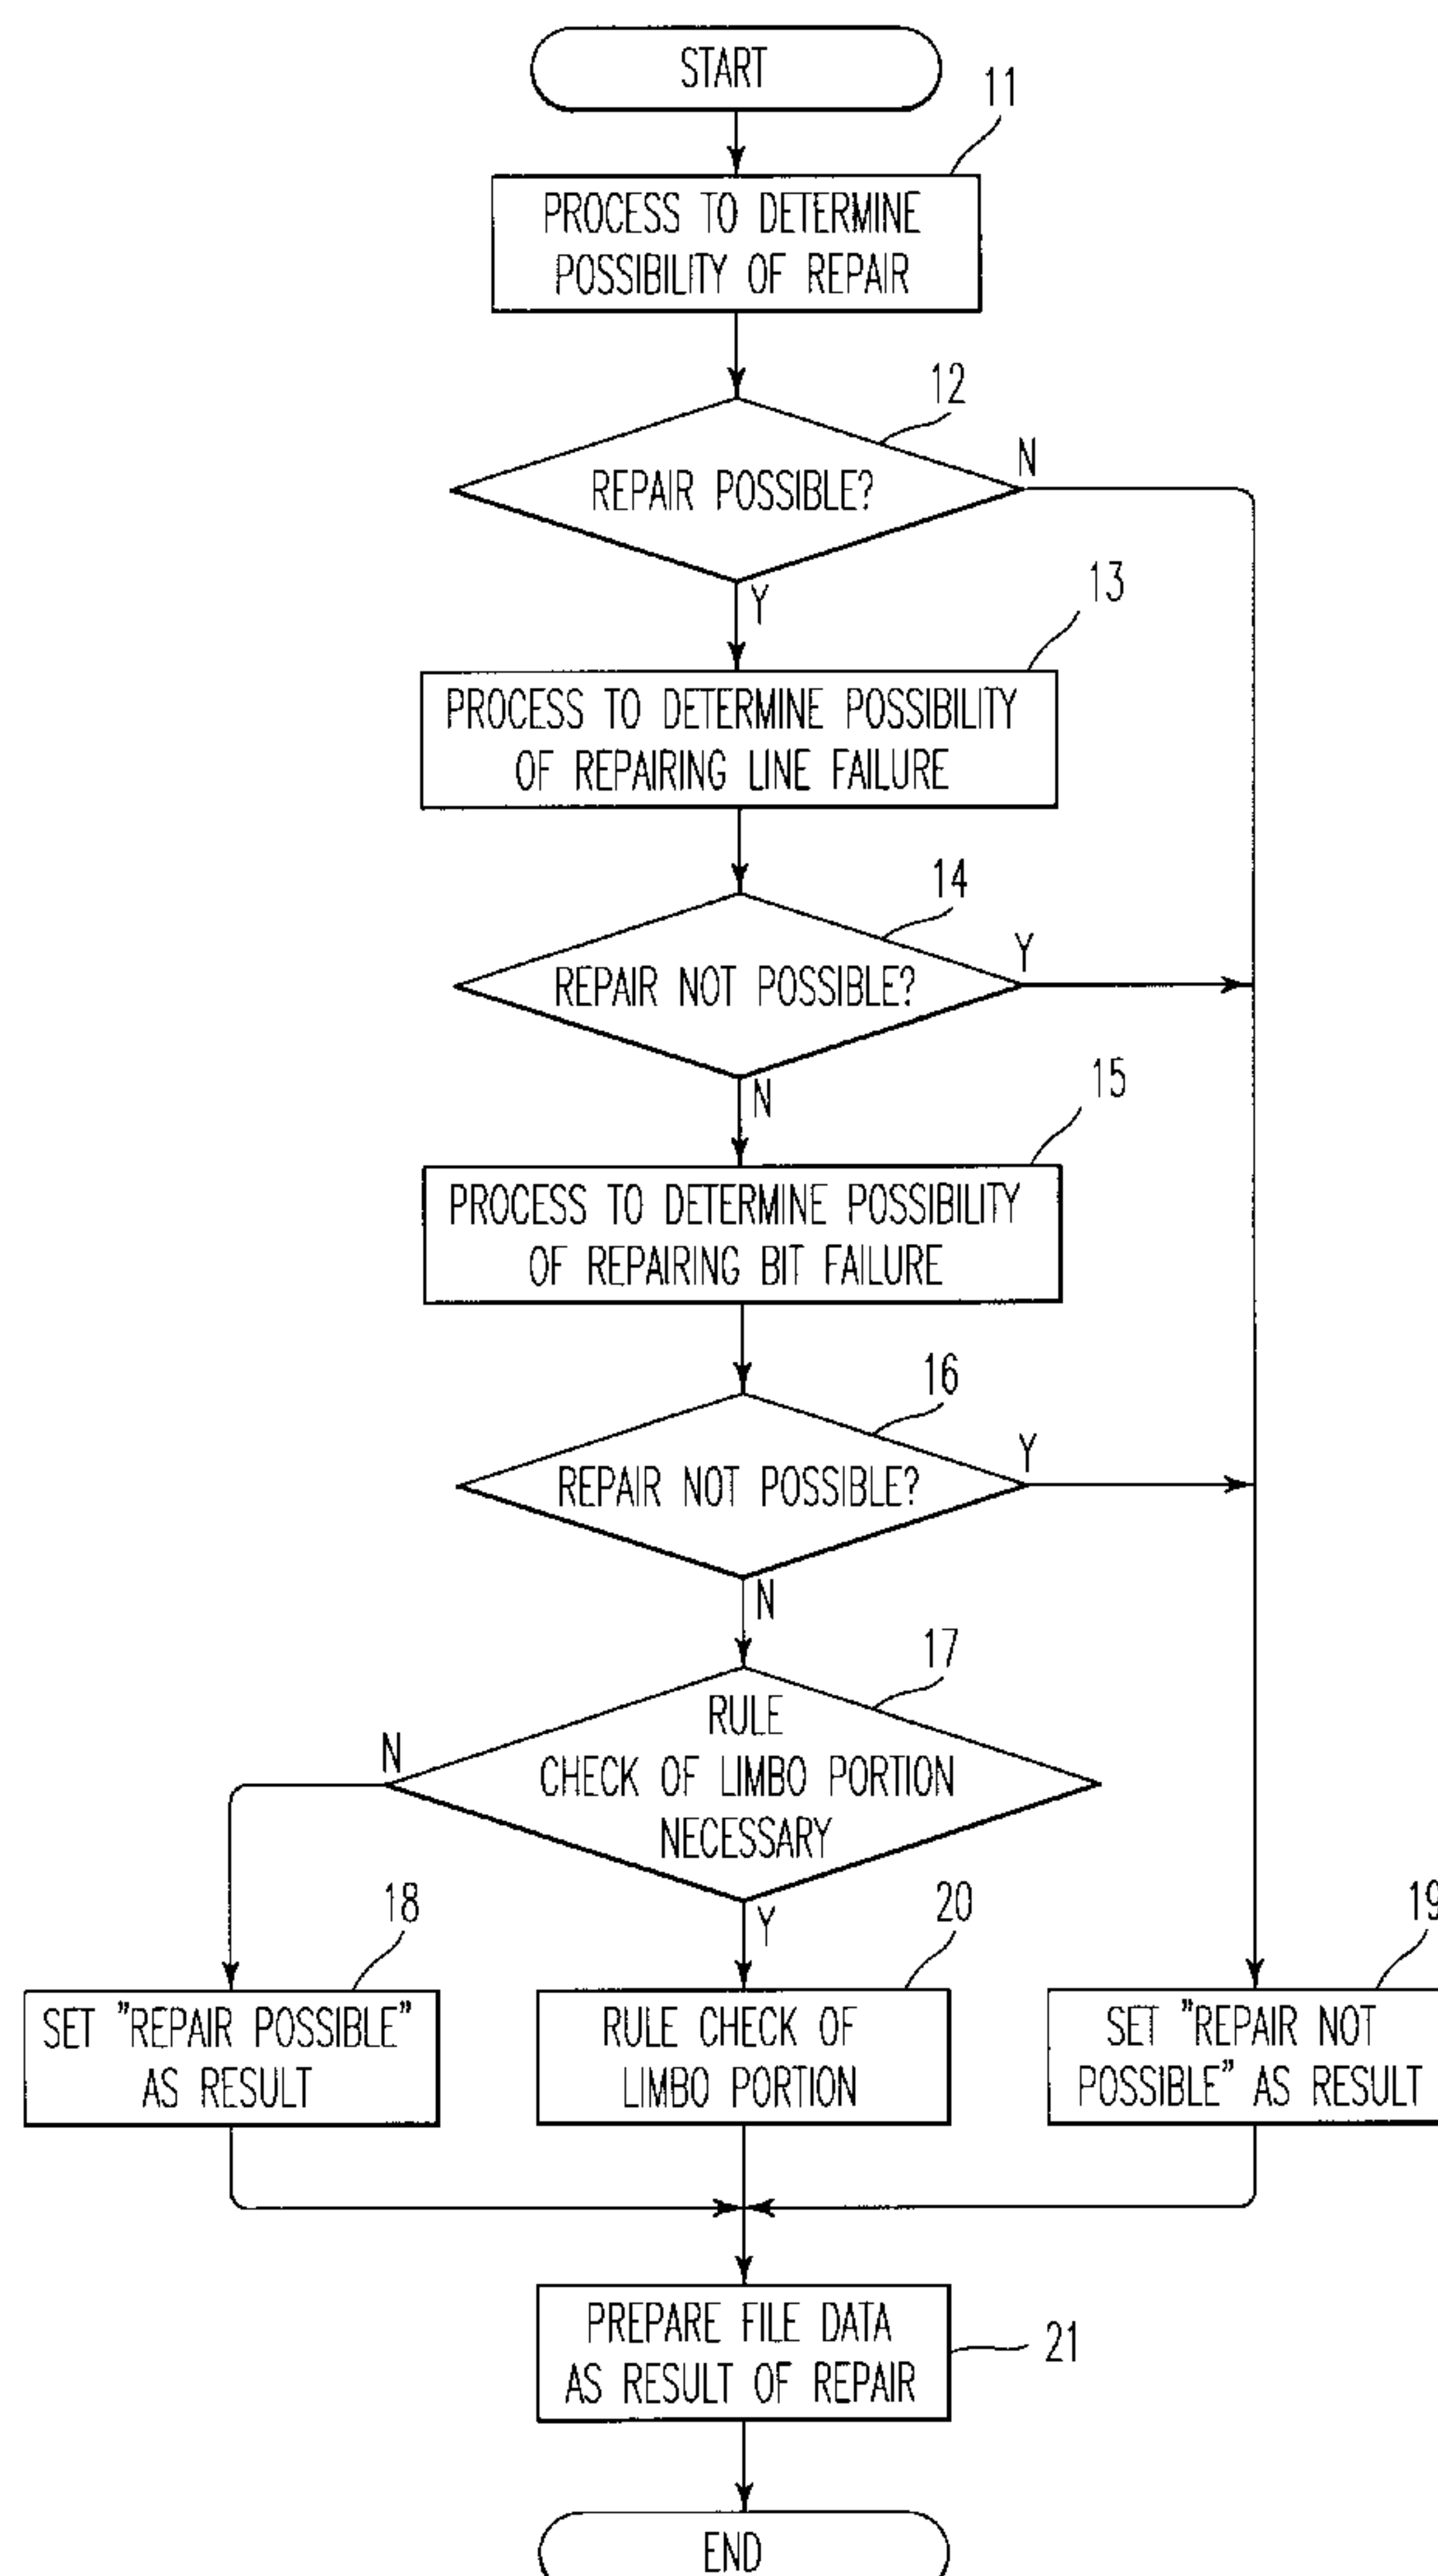 START
11
PROCESS TO DETERMINE
POSSIBILITY OF REPAIR
12
REPAIR POSSIBLE?
N
Y
13
PROCESS TO DETERMINE POSSIBILITY
OF REPAIRING LINE FAILURE
14
REPAIR NOT POSSIBLE?
Y
N
15
PROCESS TO DETERMINE POSSIBILITY
OF REPAIRING BIT FAILURE
16
REPAIR NOT POSSIBLE?
Y
N
17
RULE
CHECK OF LIMBO PORTION
NECESSARY
N
Y
18
SET "REPAIR POSSIBLE"
AS RESULT
20
RULE CHECK OF
LIMBO PORTION
19
SET "REPAIR NOT
POSSIBLE" AS RESULT
PREPARE FILE DATA
AS RESULT OF REPAIR
21
END